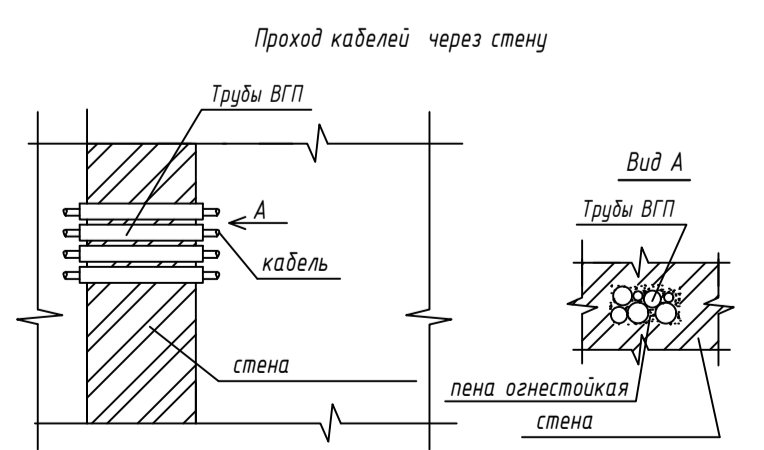 Проход кабелей через стену
Трубы ВГП
А
кабель
стена
Вид А
Трубы ВГП
пена огнестойкая
стена